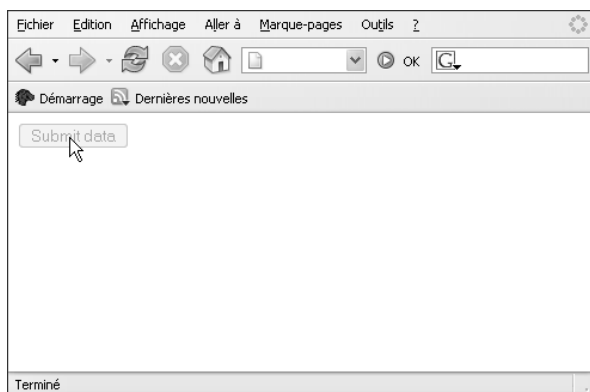 Fichier Edition Affichage Aller à Marque-pages Outils ?
OK G
Démarrage Dernières nouvelles
Submit data
Terminé